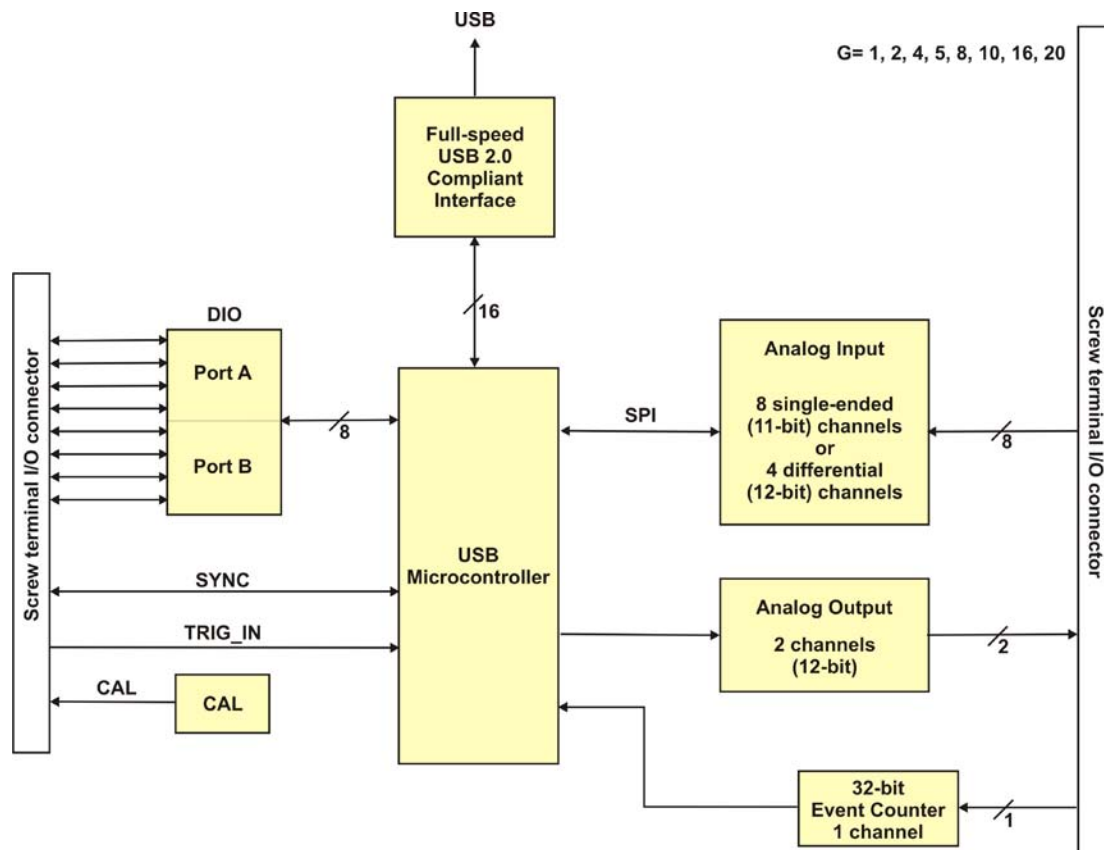 USB
G= 1, 2, 4, 5, 8, 10, 16, 20
Full-speed
USB 2.0
Compliant
Interface
16
DIO
Port A
Port B
8
Screw terminal I/O connector
SYNC
TRIG_IN
CAL
CAL
USB
Microcontroller
SPI
Analog Input
8 single-ended
(11-bit) channels
or
4 differential
(12-bit) channels
8
Screw terminal I/O connector
Analog Output
2 channels
(12-bit)
2
32-bit
Event Counter
1 channel
1